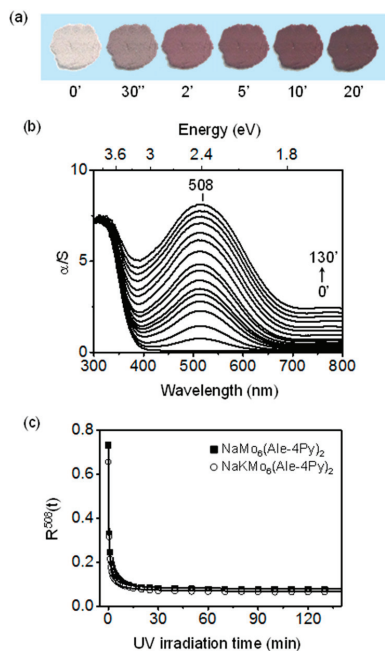 (a)
0' 30'' 2' 5' 10' 20'
(b)
Energy (eV)
3.6 3 2.4 1.8
508
10
5
0
α/S
130'
0'
300 400 500 600 700 800
Wavelength (nm)
(c)
0.8
0.6
0.4
0.2
0.0
R⁵⁰⁸(t)
NaMo₆(Ale-4Py)₂
NaKMo₆(Ale-4Py)₂
0 30 60 90 120
UV irradiation time (min)